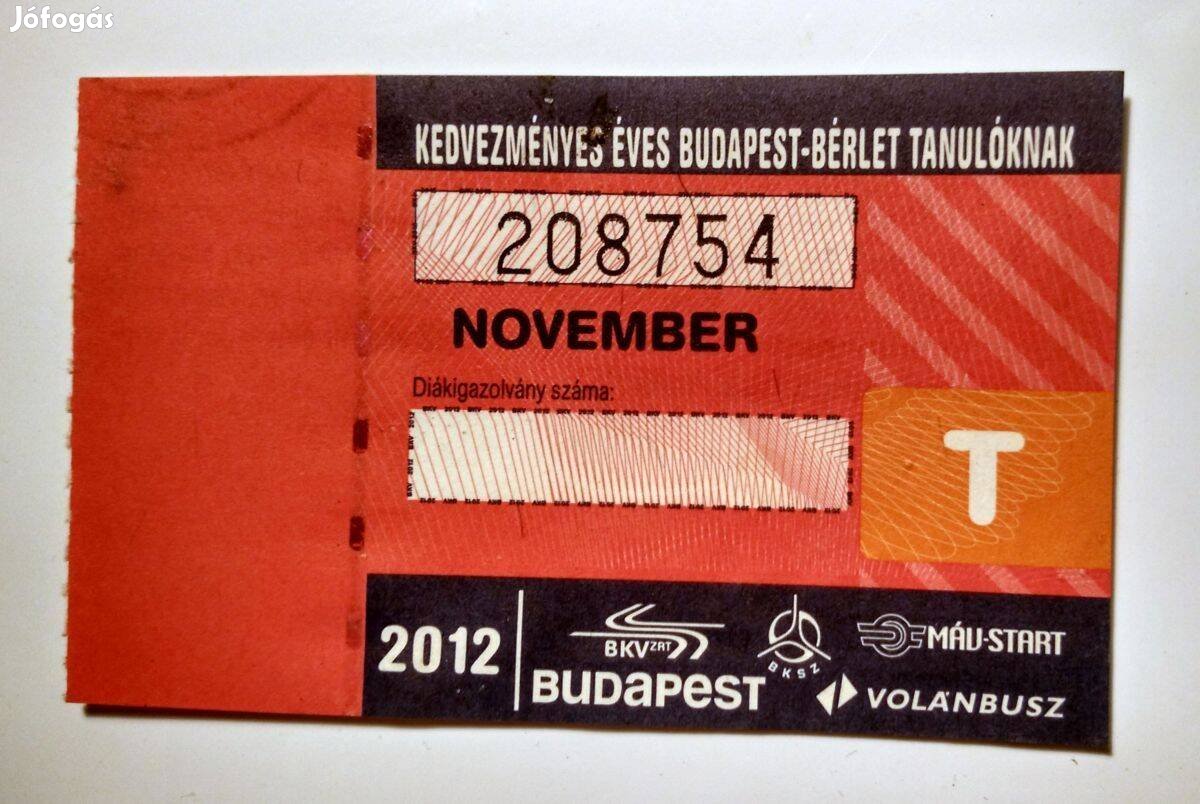 Jófogás
KEDVEZMÉNYES ÉVES BUDAPEST-BÉRLET TANULÓKNAK
208754
NOVEMBER
Diákigazolvány száma:
T
2012
BKV ZRT
BUDAPEST
BKSZ
MÁV-START
VOLÁNBUSZ